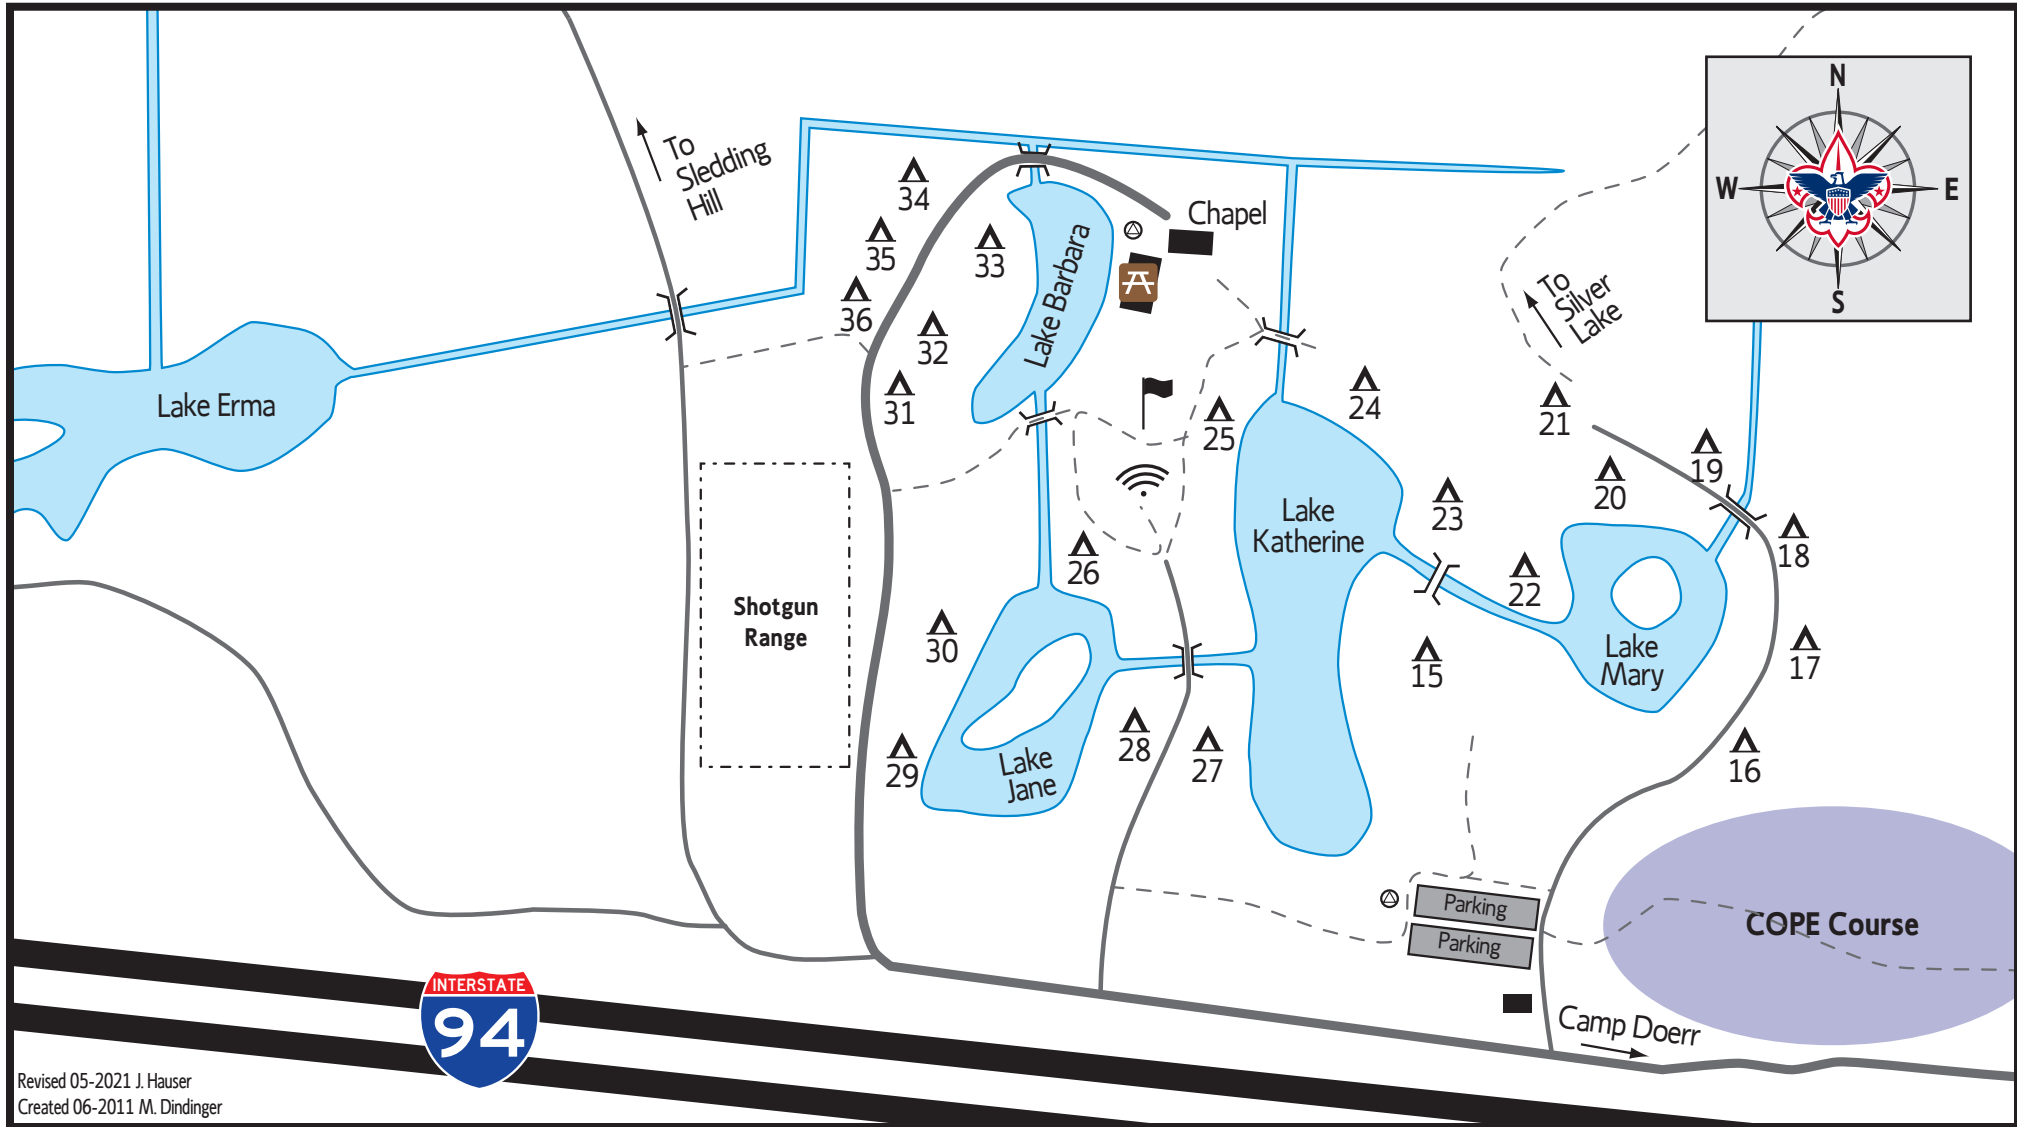 N
W
E
S
To
Sledding
Hill
34
Chapel
35
33
Lake Barbara
36
32
31
To
Silver
Lake
Lake Erma
24
25
21
19
20
23
18
Lake
Katherine
26
22
Shotgun
Range
30
15
Lake
Mary
17
28
27
29
Lake
Jane
16
Parking
Parking
COPE Course
INTERSTATE
94
Camp Doerr
Revised 05-2021 J. Hauser
Created 06-2011 M. Dindinger